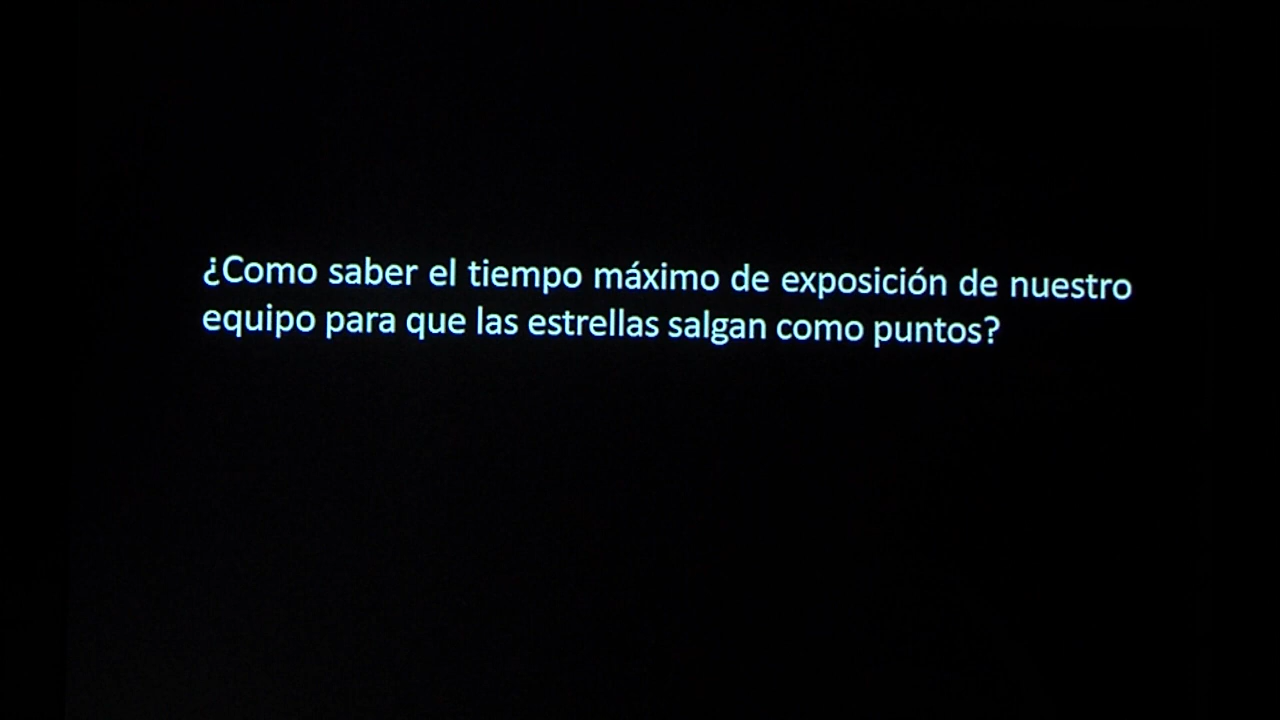 ¿Como saber el tiempo máximo de exposición de nuestro
equipo para que las estrellas salgan como puntos?